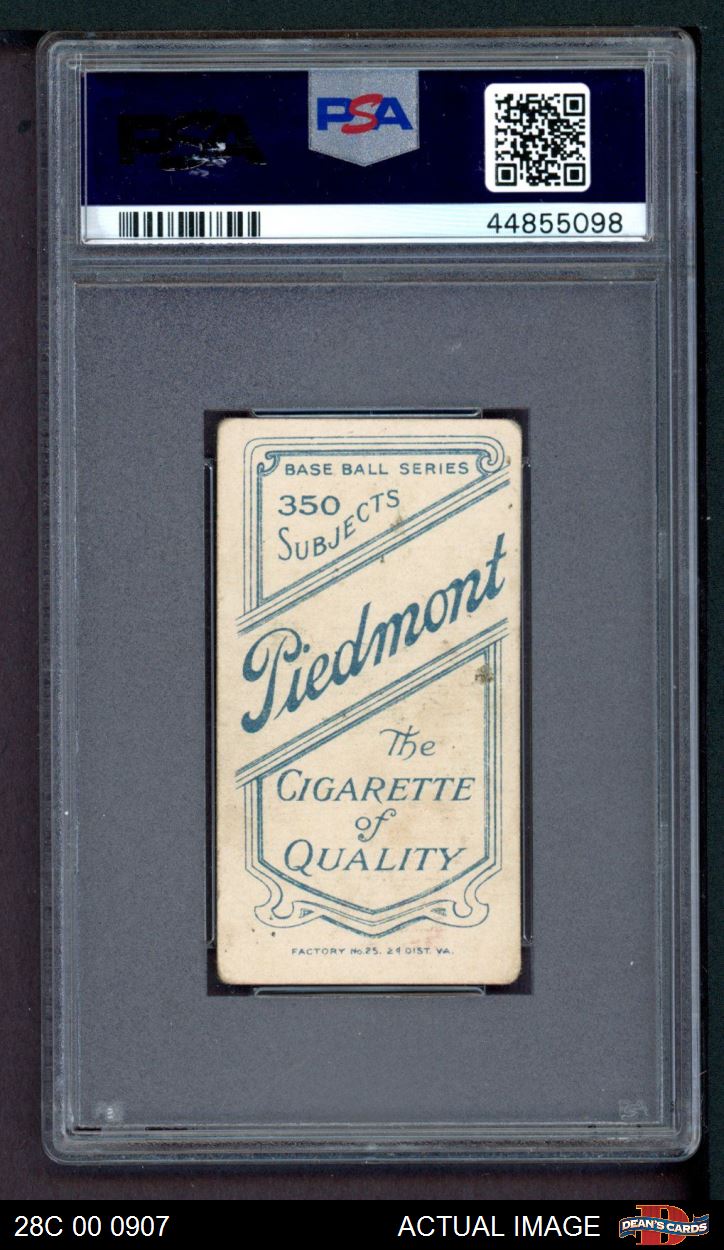 PSA
PSA
44855098
BASE BALL SERIES
350
SUBJECTS
Piedmont
The
CIGARETTE
of
QUALITY
FACTORY No.25. 2d DIST. VA.
28C 00 0907
ACTUAL IMAGE
DEAN'S CARDS